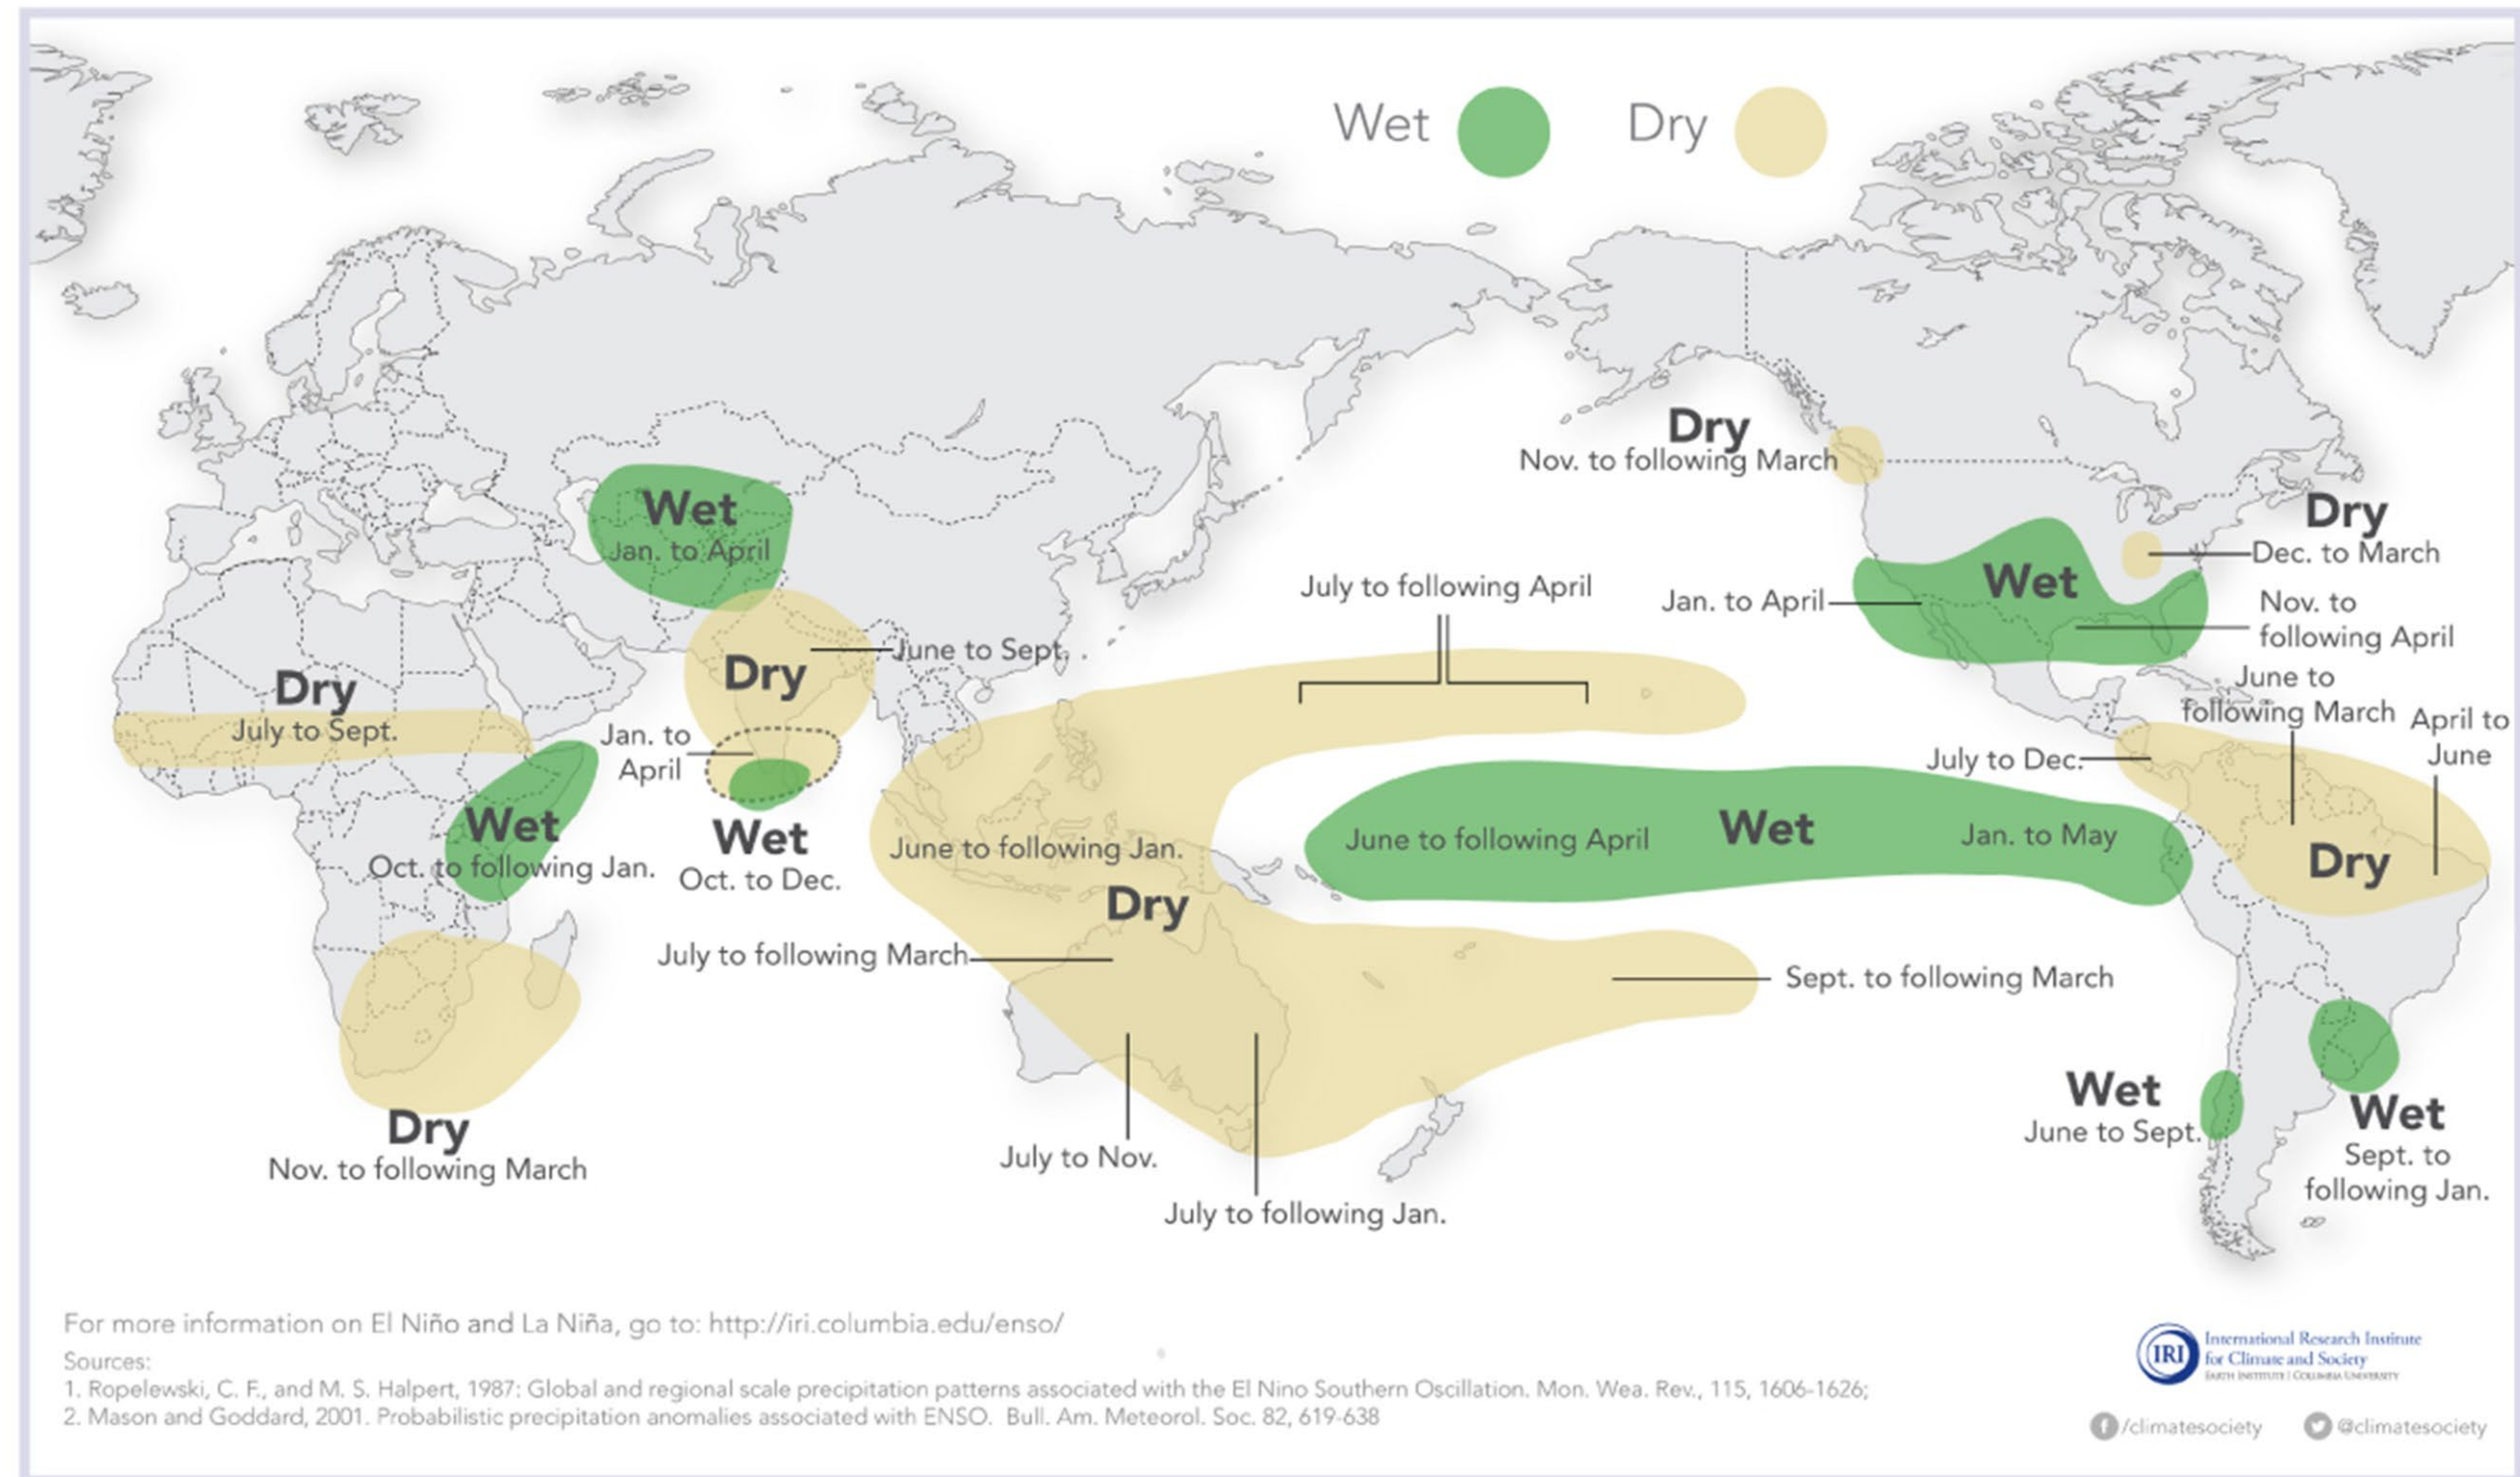 Wet
Dry
Dry
Nov. to following March
Wet
Jan. to April
Dry
Dec. to March
July to following April
Jan. to April
Wet
Nov. to
following April
June to Sept.
Dry
Dry
July to Sept.
Jan. to
April
June to
following March
April to
June
July to Dec.
Wet
Oct. to following Jan.
Wet
Oct. to Dec.
June to following Jan.
Dry
June to following April
Wet
Jan. to May
Dry
July to following March
Sept. to following March
Dry
Nov. to following March
July to Nov.
July to following Jan.
Wet
June to Sept.
Wet
Sept. to
following Jan.
For more information on El Niño and La Niña, go to: http://iri.columbia.edu/enso/
Sources:
1. Ropelewski, C. F., and M. S. Halpert, 1987: Global and regional scale precipitation patterns associated with the El Nino Southern Oscillation. Mon. Wea. Rev., 115, 1606-1626;
2. Mason and Goddard, 2001. Probabilistic precipitation anomalies associated with ENSO. Bull. Am. Meteorol. Soc. 82, 619-638
IRI
International Research Institute
for Climate and Society
EARTH INSTITUTE | COLUMBIA UNIVERSITY
/climatesociety
@climatesociety